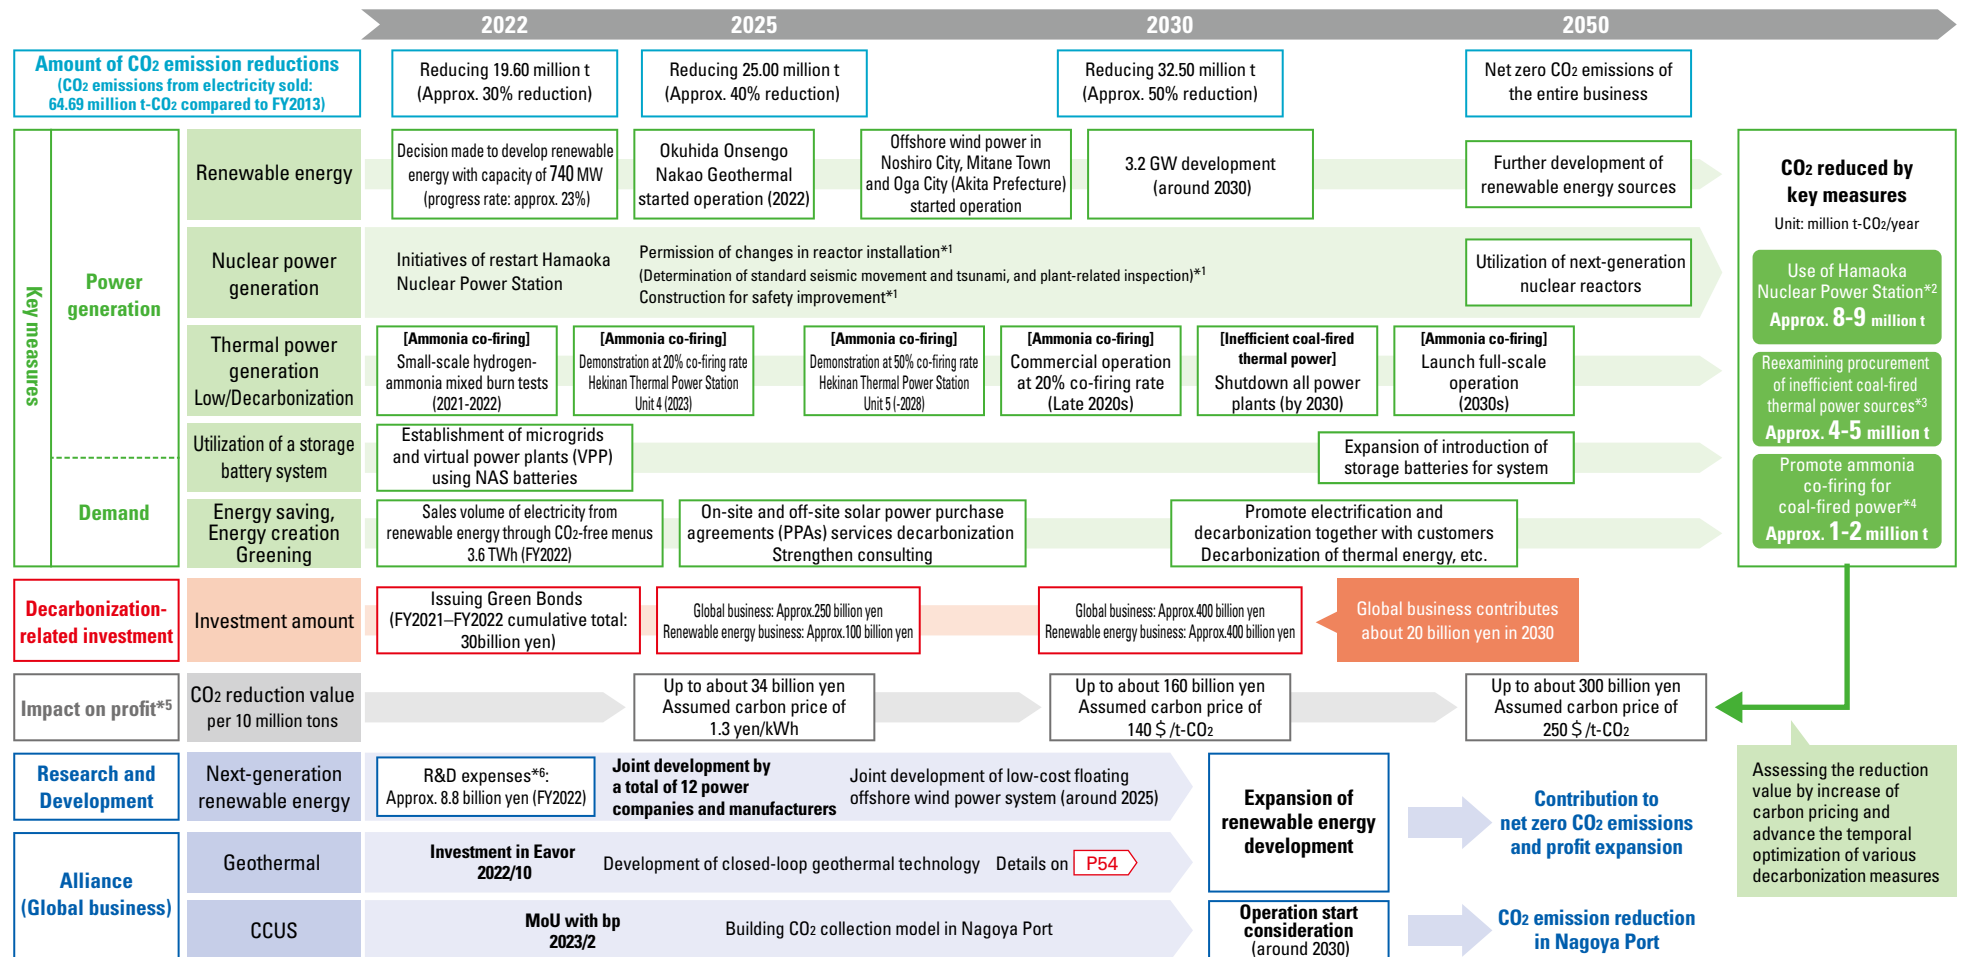 2022
2025
2030
2050
Amount of CO2 emission reductions
(CO2 emissions from electricity sold:
64.69 million t-CO2 compared to FY2013)
Reducing 19.60 million t
(Approx. 30% reduction)
Reducing 25.00 million t
(Approx. 40% reduction)
Reducing 32.50 million t
(Approx. 50% reduction)
Net zero CO2 emissions of
the entire business
Key measures
Power
generation
Renewable energy
Decision made to develop renewable
energy with capacity of 740 MW
(progress rate: approx. 23%)
Okuhida Onsengo
Nakao Geothermal
started operation (2022)
Offshore wind power in
Noshiro City, Mitane Town
and Oga City (Akita Prefecture)
started operation
3.2 GW development
(around 2030)
Further development of
renewable energy sources
Nuclear power
generation
Initiatives of restart Hamaoka
Nuclear Power Station
Permission of changes in reactor installation*1
(Determination of standard seismic movement and tsunami, and plant-related inspection)*1
Construction for safety improvement*1
Utilization of next-generation
nuclear reactors
Thermal power
generation
Low/Decarbonization
[Ammonia co-firing]
Small-scale hydrogen-
ammonia mixed burn tests
(2021-2022)
[Ammonia co-firing]
Demonstration at 20% co-firing rate
Hekinan Thermal Power Station
Unit 4 (2023)
[Ammonia co-firing]
Demonstration at 50% co-firing rate
Hekinan Thermal Power Station
Unit 5 (-2028)
[Ammonia co-firing]
Commercial operation
at 20% co-firing rate
(Late 2020s)
[Inefficient coal-fired
thermal power]
Shutdown all power
plants (by 2030)
[Ammonia co-firing]
Launch full-scale
operation
(2030s)
Utilization of a storage
battery system
Establishment of microgrids
and virtual power plants (VPP)
using NAS batteries
Expansion of introduction of
storage batteries for system
Demand
Energy saving,
Energy creation
Greening
Sales volume of electricity from
renewable energy through CO2-free menus
3.6 TWh (FY2022)
On-site and off-site solar power purchase
agreements (PPAs) services decarbonization
Strengthen consulting
Promote electrification and
decarbonization together with customers
Decarbonization of thermal energy, etc.
CO2 reduced by
key measures
Unit: million t-CO2/year
Use of Hamaoka
Nuclear Power Station*2
Approx. 8-9 million t
Reexamining procurement
of inefficient coal-fired
thermal power sources*3
Approx. 4-5 million t
Promote ammonia
co-firing for
coal-fired power*4
Approx. 1-2 million t
Decarbonization-
related investment
Investment amount
Issuing Green Bonds
(FY2021–FY2022 cumulative total:
30billion yen)
Global business: Approx.250 billion yen
Renewable energy business: Approx.100 billion yen
Global business: Approx.400 billion yen
Renewable energy business: Approx.400 billion yen
Global business contributes
about 20 billion yen in 2030
Impact on profit*5
CO2 reduction value
per 10 million tons
Up to about 34 billion yen
Assumed carbon price of
1.3 yen/kWh
Up to about 160 billion yen
Assumed carbon price of
140 $/t-CO2
Up to about 300 billion yen
Assumed carbon price of
250 $/t-CO2
Assessing the reduction
value by increase of
carbon pricing and
advance the temporal
optimization of various
decarbonization measures
Research and
Development
Next-generation
renewable energy
R&D expenses*6:
Approx. 8.8 billion yen (FY2022)
Joint development by
a total of 12 power
companies and manufacturers
Joint development of low-cost floating
offshore wind power system (around 2025)
Expansion of
renewable energy
development
Contribution to
net zero CO2 emissions
and profit expansion
Alliance
(Global business)
Geothermal
Investment in Eavor
2022/10
Development of closed-loop geothermal technology Details on P54
CCUS
MoU with bp
2023/2
Building CO2 collection model in Nagoya Port
Operation start
consideration
(around 2030)
CO2 emission reduction
in Nagoya Port